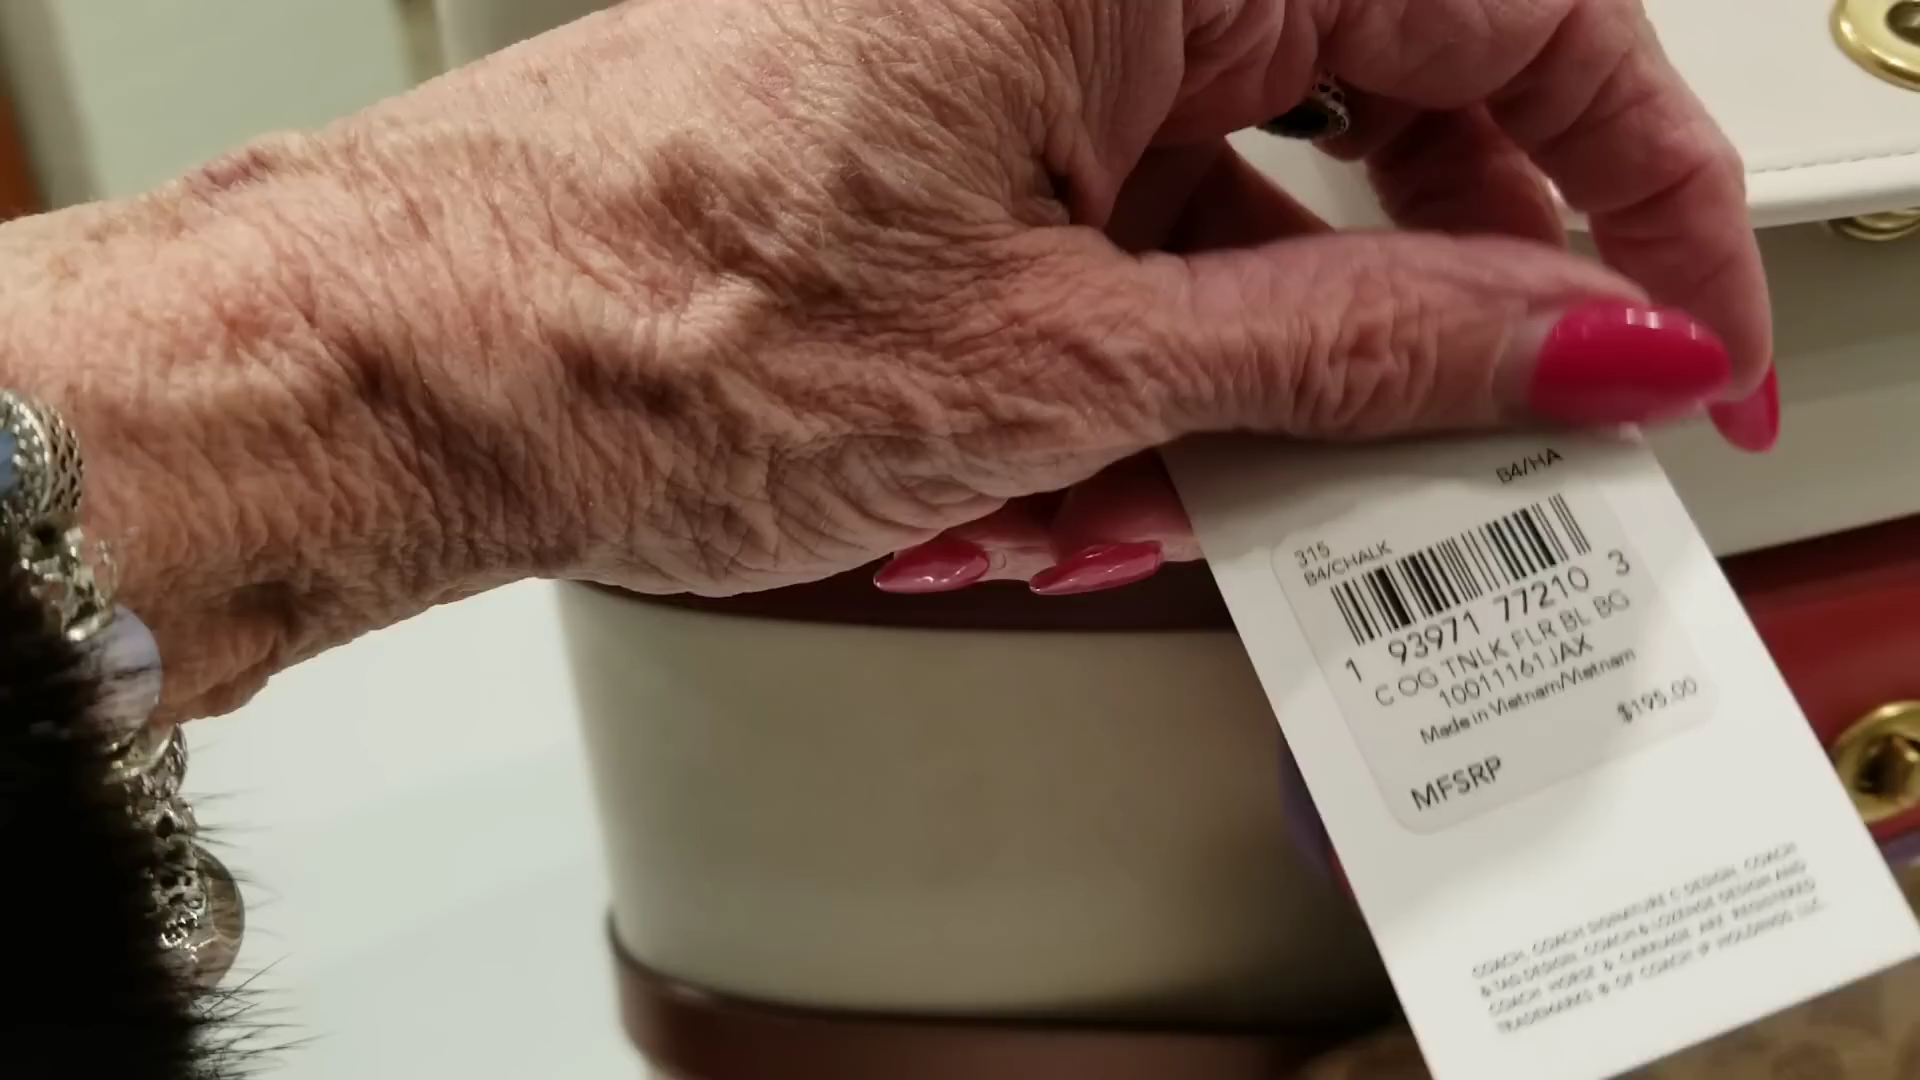 B4/HA
315
B4/CHALK
1 93971 77210 3
C OG TNLK FLR BL BG
10011161JAX
Made in Vietnam/Vietnam
$195.00
MFSRP
COACH, COACH SIGNATURE C DESIGN, COACH
& TAG DESIGN, COACH & LOZENGE DESIGN AND
COACH HORSE & CARRIAGE ARE REGISTERED
TRADEMARKS ® OF COACH IP HOLDINGS LLC.